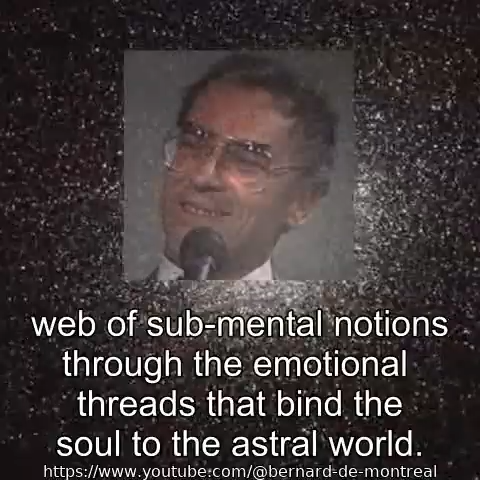 web of sub-mental notions
through the emotional
threads that bind the
soul to the astral world.
https://www.youtube.com/@bernard-de-montreal